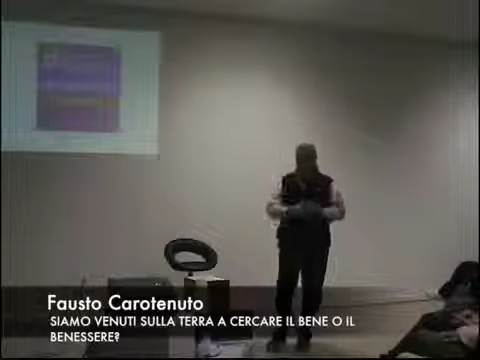 Fausto Carotenuto
SIAMO VENUTI SULLA TERRA A CERCARE IL BENE O IL
BENESSERE?